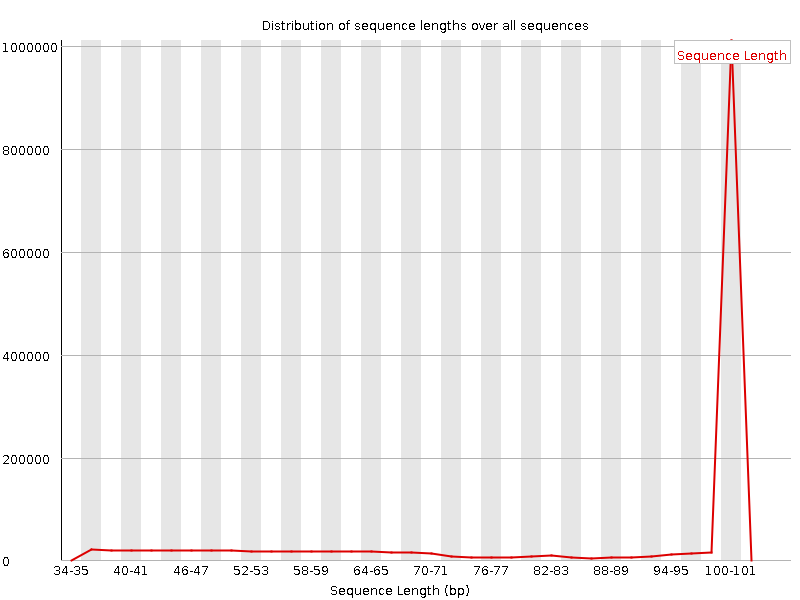 Distribution of sequence lengths over all sequences
Sequence Length
1000000
800000
600000
400000
200000
0
34-35 40-41 46-47 52-53 58-59 64-65 70-71 76-77 82-83 88-89 94-95 100-101
Sequence Length (bp)